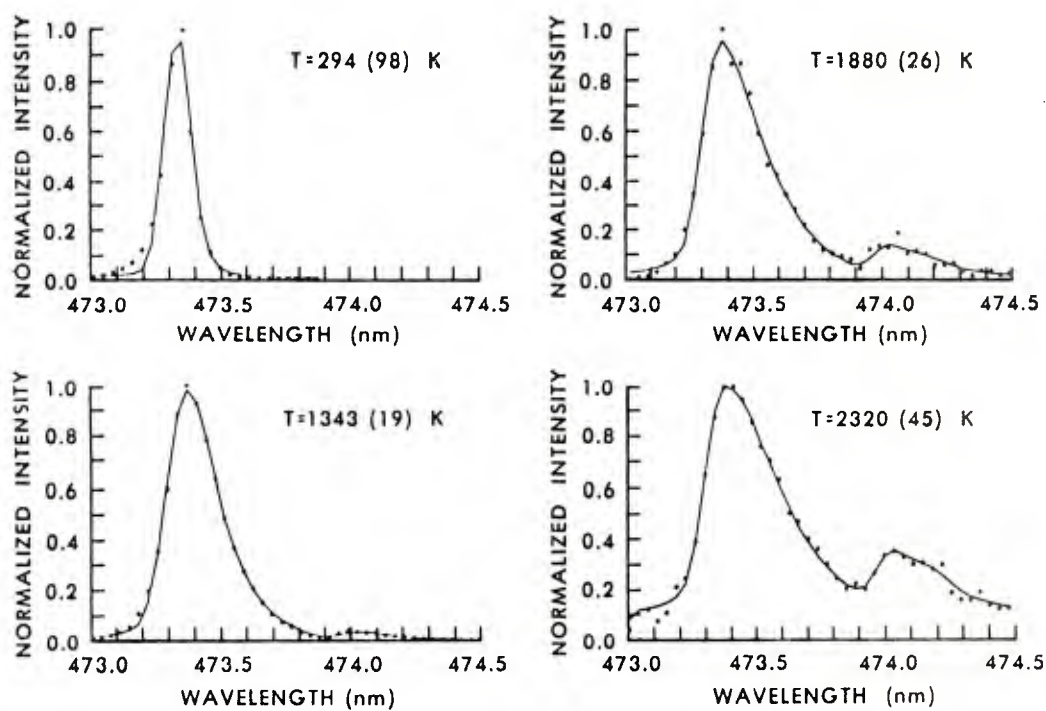 NORMALIZED INTENSITY
1.0
0.8
0.6
0.4
0.2
0.0
T=294 (98) K
473.0 473.5 474.0 474.5
WAVELENGTH (nm)
NORMALIZED INTENSITY
1.0
0.8
0.6
0.4
0.2
0.0
T=1880 (26) K
473.0 473.5 474.0 474.5
WAVELENGTH (nm)
NORMALIZED INTENSITY
1.0
0.8
0.6
0.4
0.2
0.0
T=1343 (19) K
473.0 473.5 474.0 474.5
WAVELENGTH (nm)
NORMALIZED INTENSITY
1.0
0.8
0.6
0.4
0.2
0.0
T=2320 (45) K
473.0 473.5 474.0 474.5
WAVELENGTH (nm)